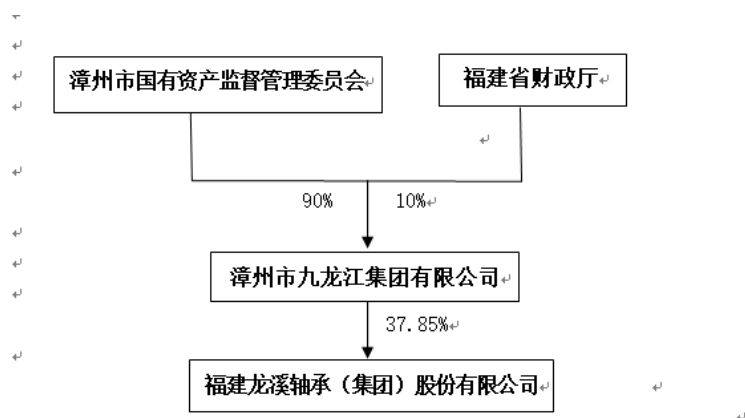 漳州市国有资产监督管理委员会
福建省财政厅
90%
10%
漳州市九龙江集团有限公司
37.85%
福建龙溪轴承（集团）股份有限公司